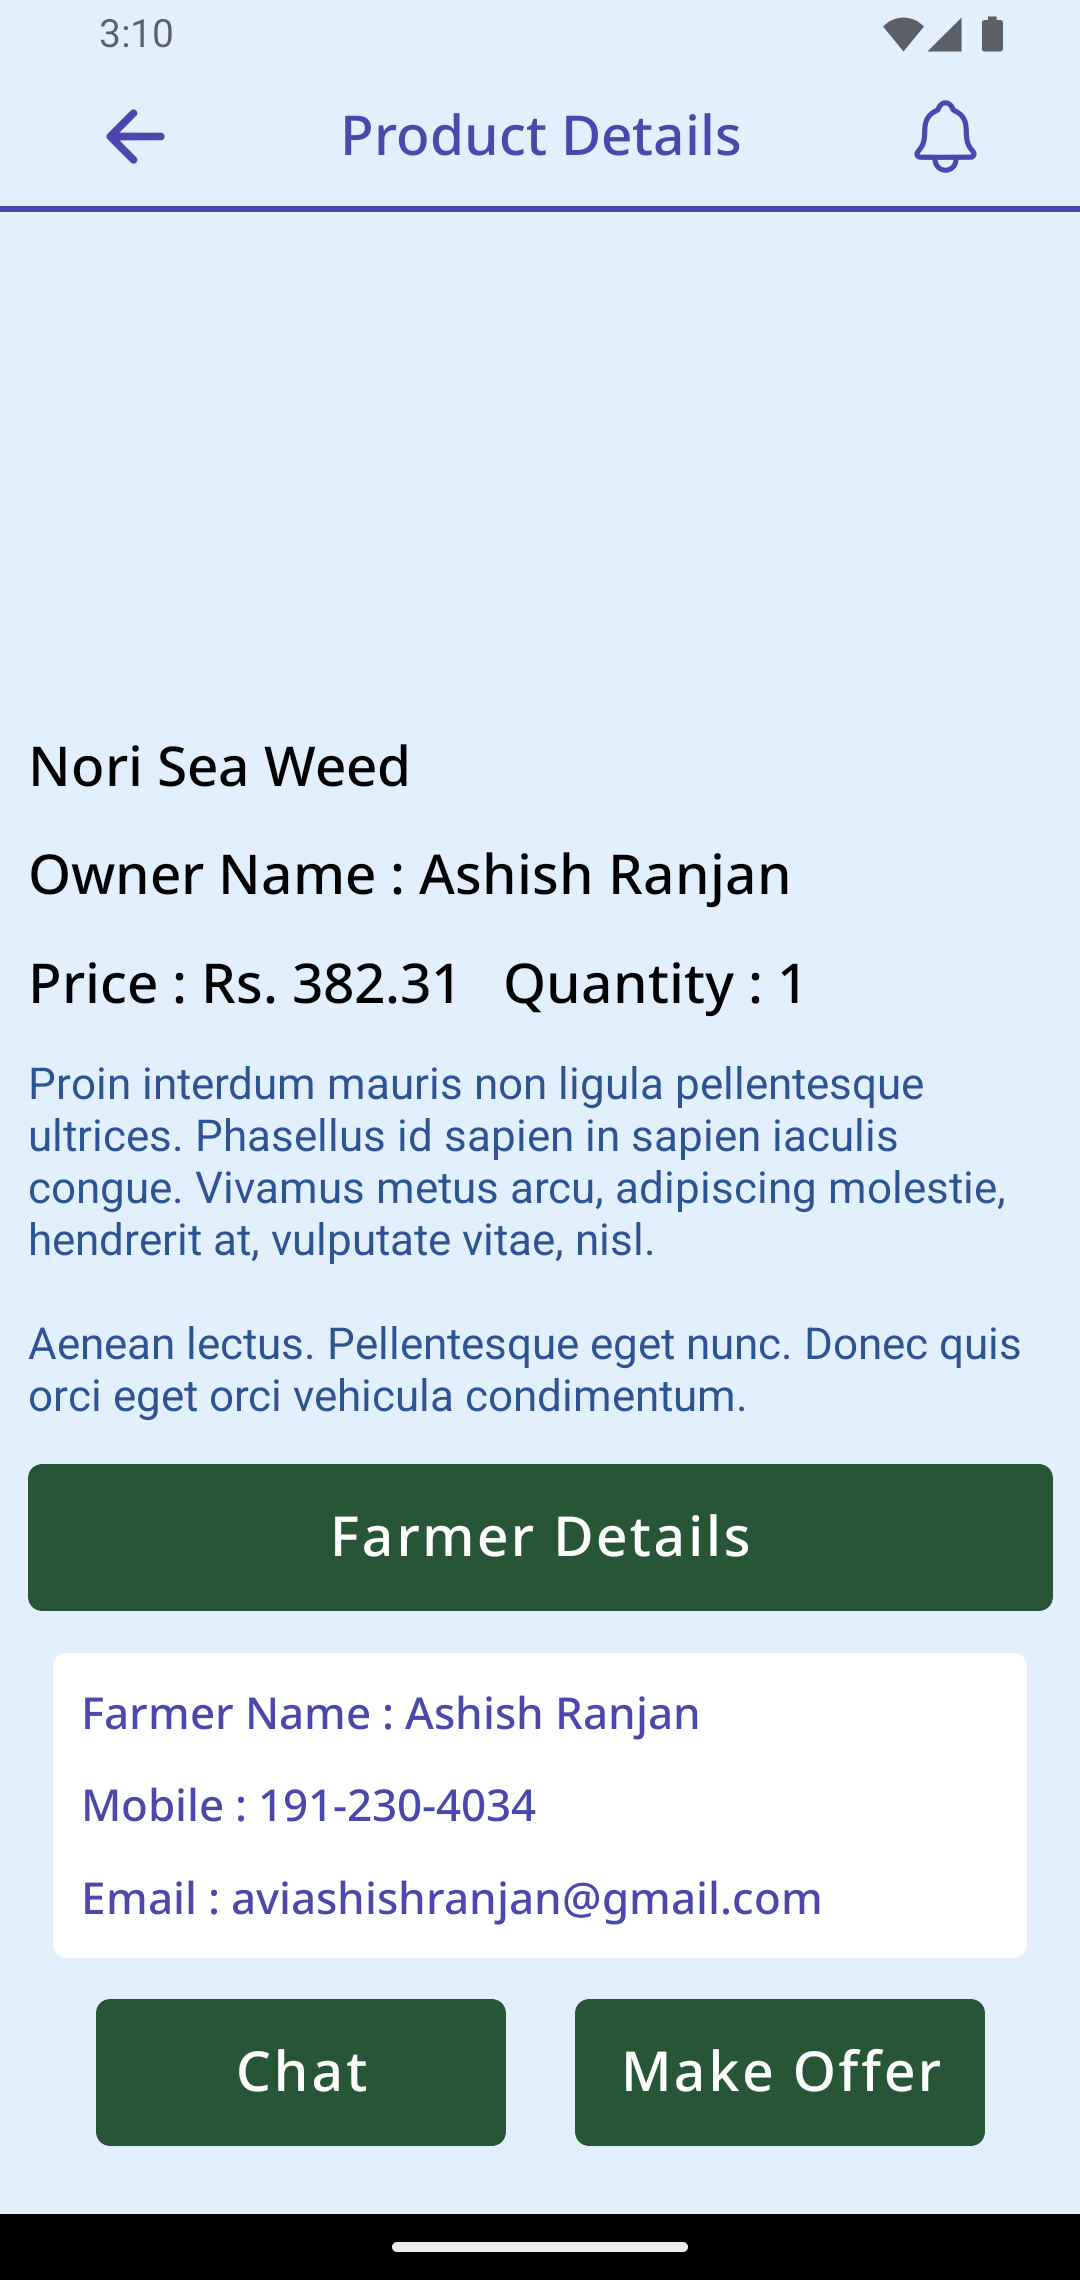 3:10
Product Details
Nori Sea Weed
Owner Name : Ashish Ranjan
Price : Rs. 382.31 Quantity : 1
Proin interdum mauris non ligula pellentesque
ultrices. Phasellus id sapien in sapien iaculis
congue. Vivamus metus arcu, adipiscing molestie,
hendrerit at, vulputate vitae, nisl.
Aenean lectus. Pellentesque eget nunc. Donec quis
orci eget orci vehicula condimentum.
Farmer Details
Farmer Name : Ashish Ranjan
Mobile : 191-230-4034
Email : aviashishranjan@gmail.com
Chat
Make Offer